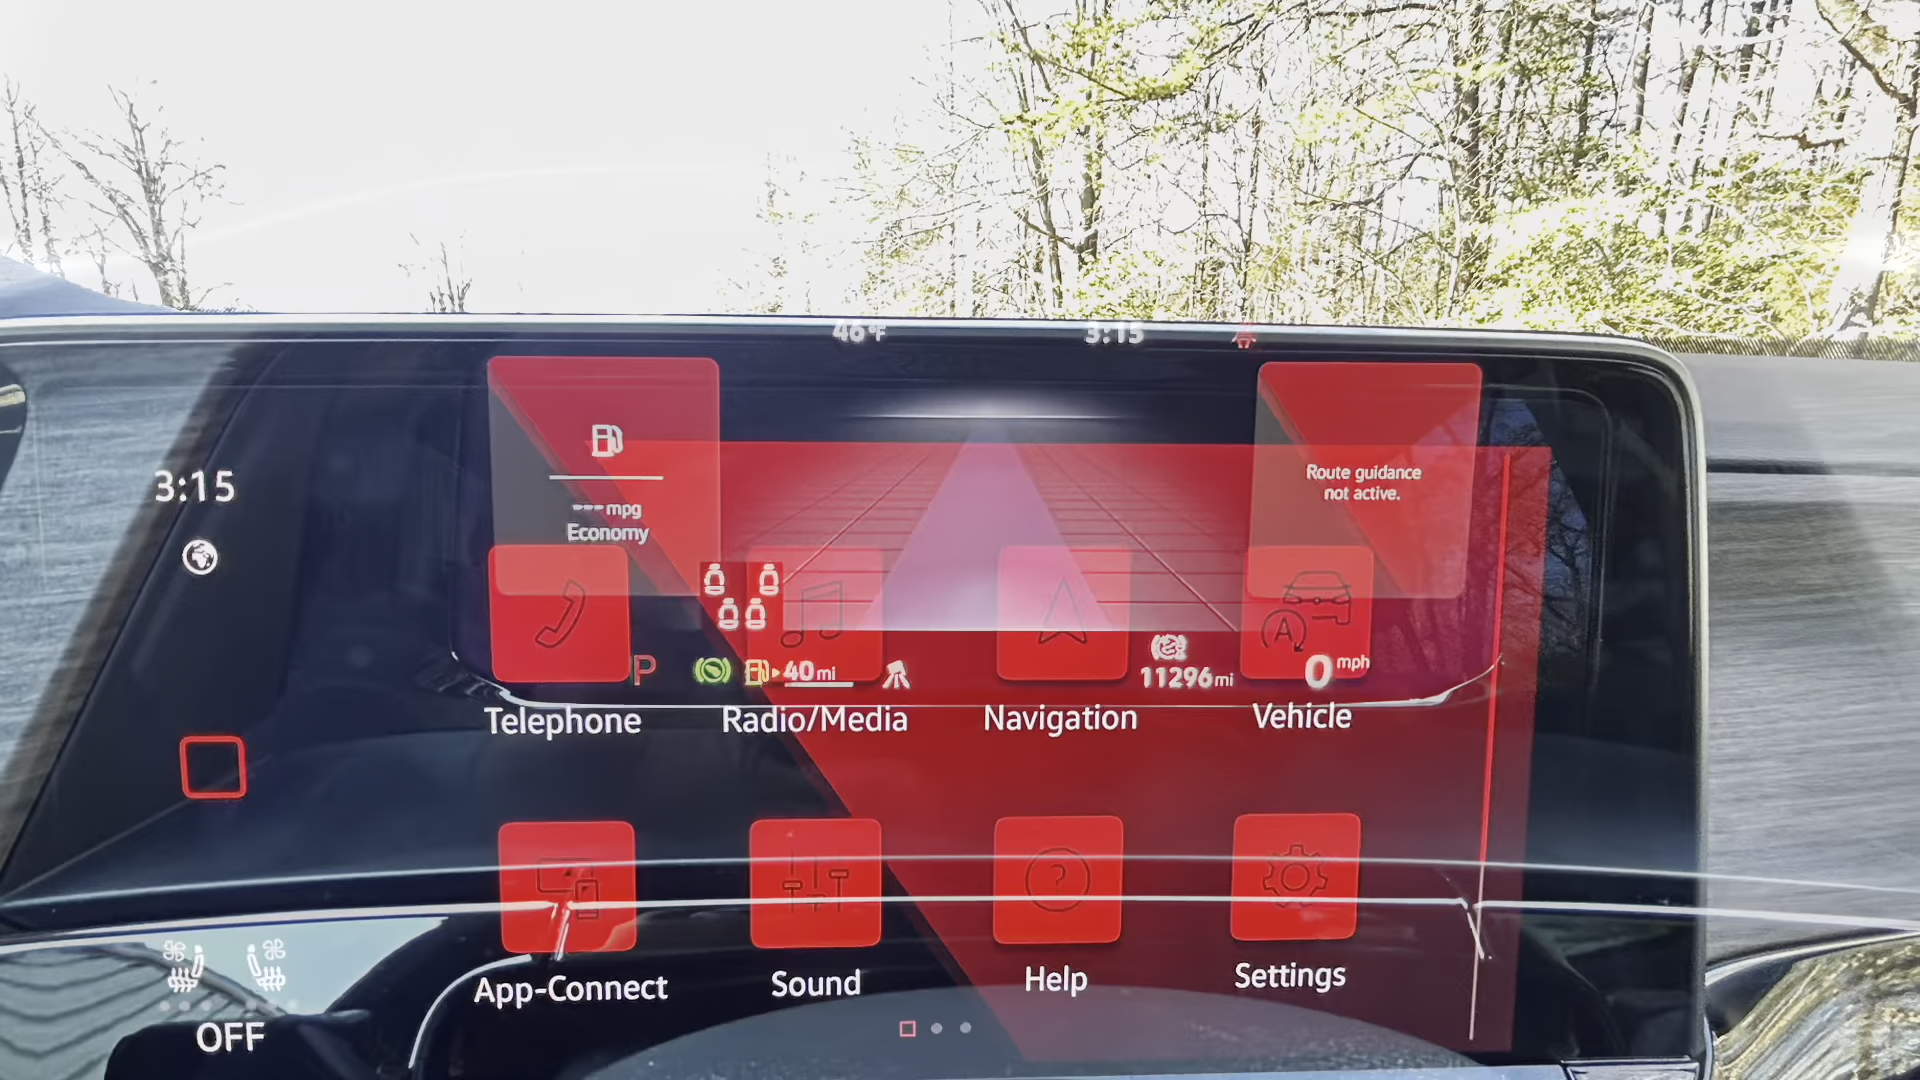 46°F 3:15
3:15
---mpg
Economy
Route guidance
not active.
A
P 40 mi 11296 mi 0 mph
Telephone Radio/Media Navigation Vehicle
?
App-Connect Sound Help Settings
OFF